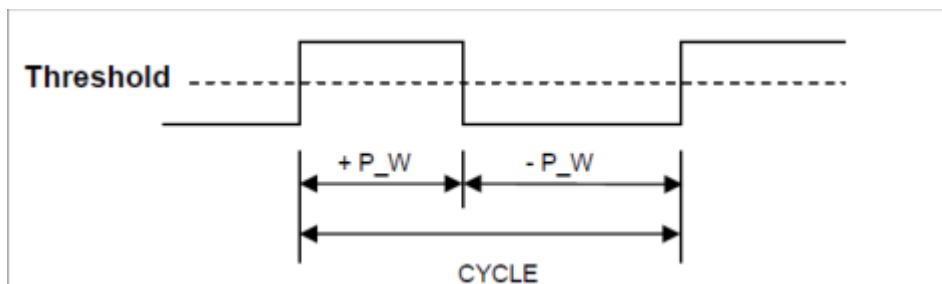 Threshold
+ P_W - P_W
CYCLE